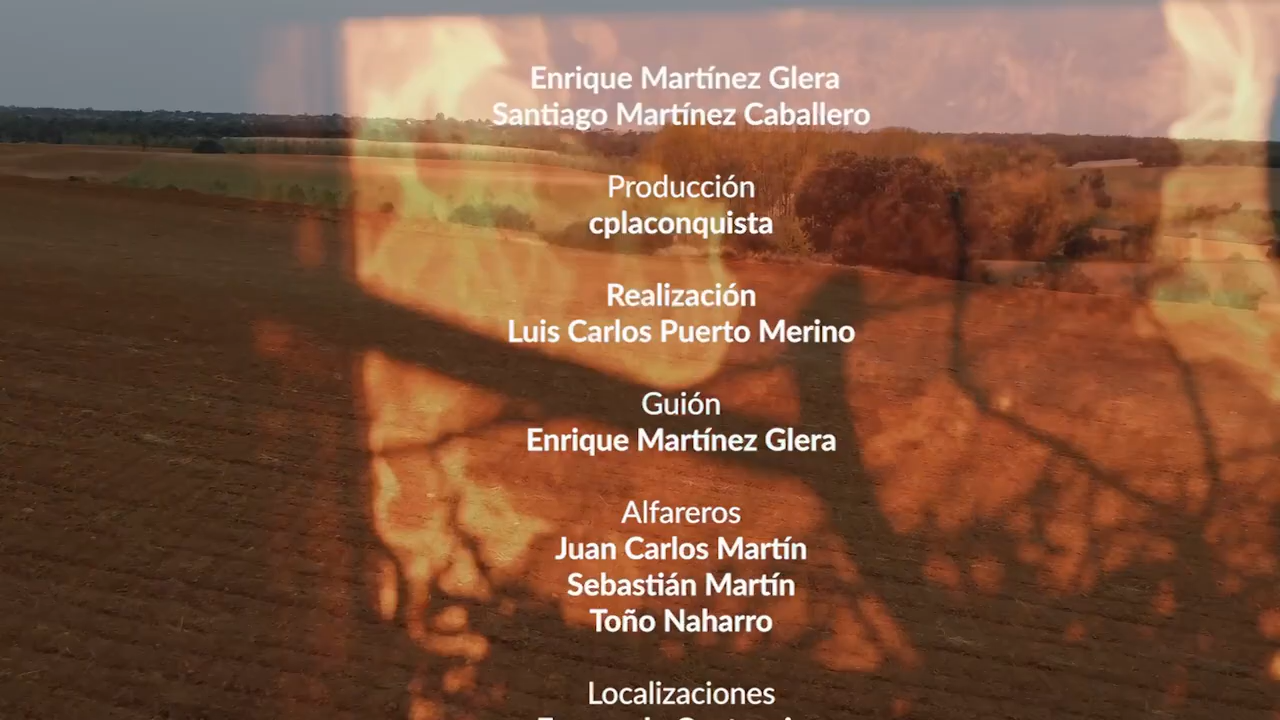 Enrique Martínez Glera
Santiago Martínez Caballero
Producción
cplaconquista
Realización
Luis Carlos Puerto Merino
Guión
Enrique Martínez Glera
Alfareros
Juan Carlos Martín
Sebastián Martín
Toño Naharro
Localizaciones